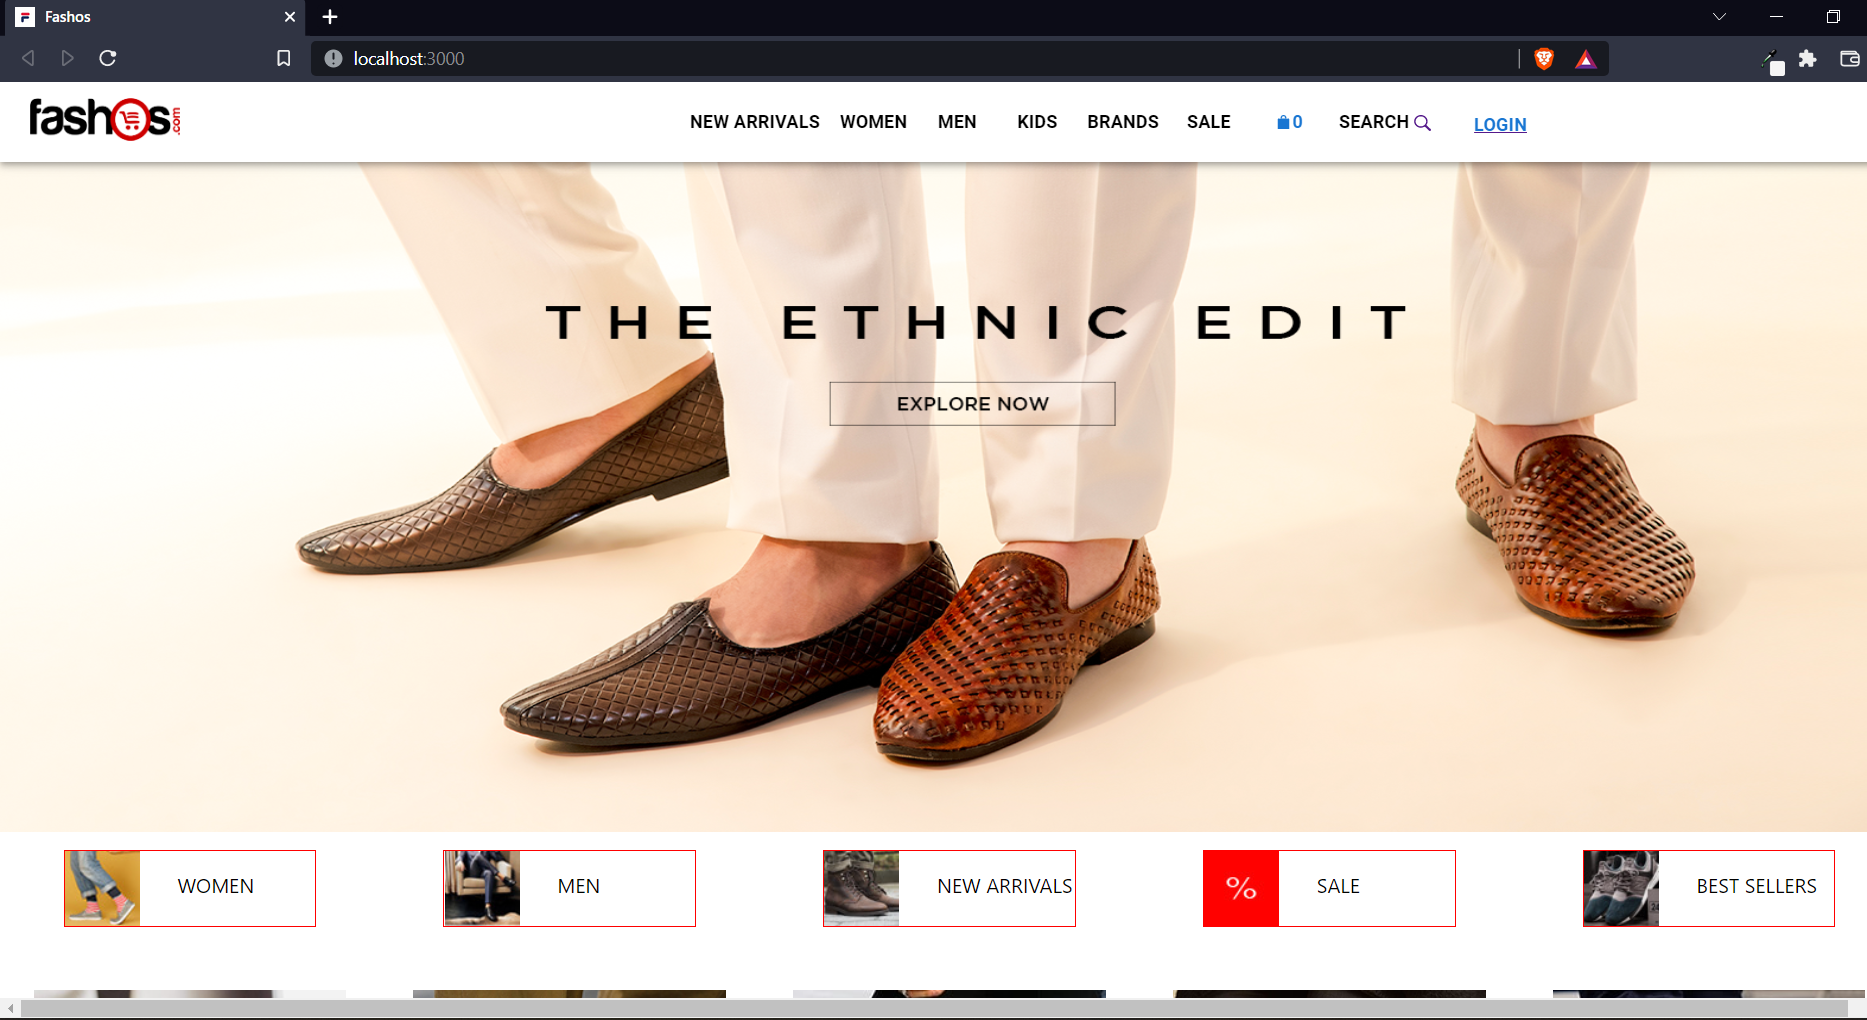 Fashos
localhost:3000
fashos.com
NEW ARRIVALS WOMEN MEN KIDS BRANDS SALE 0 SEARCH LOGIN
THE ETHNIC EDIT
EXPLORE NOW
WOMEN MEN NEW ARRIVALS % SALE BEST SELLERS